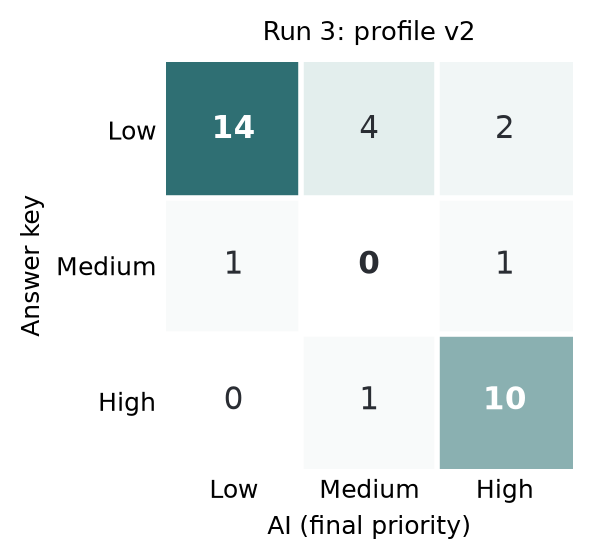 Run 3: profile v2
Answer key
Low 14 4 2
Medium 1 0 1
High 0 1 10
Low Medium High
AI (final priority)